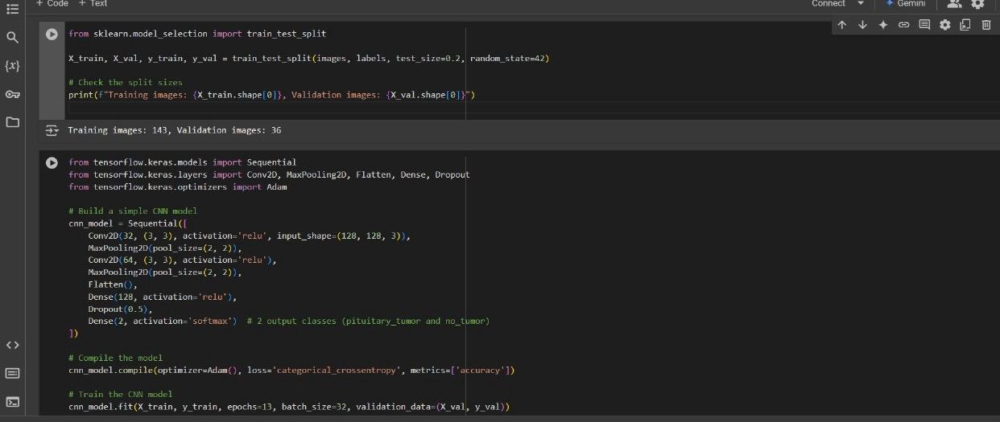 + Code + Text
Connect
Gemini
from sklearn.model_selection import train_test_split
X_train, X_val, y_train, y_val = train_test_split(images, labels, test_size=0.2, random_state=42)
# Check the split sizes
print(f"Training images: {X_train.shape[0]}, Validation images: {X_val.shape[0]}")
{x}
Training images: 143, Validation images: 36
from tensorflow.keras.models import Sequential
from tensorflow.keras.layers import Conv2D, MaxPooling2D, Flatten, Dense, Dropout
from tensorflow.keras.optimizers import Adam
# Build a simple CNN model
cnn_model = Sequential([
    Conv2D(32, (3, 3), activation='relu', input_shape=(128, 128, 3)),
    MaxPooling2D(pool_size=(2, 2)),
    Conv2D(64, (3, 3), activation='relu'),
    MaxPooling2D(pool_size=(2, 2)),
    Flatten(),
    Dense(128, activation='relu'),
    Dropout(0.5),
    Dense(2, activation='softmax')  # 2 output classes (pituitary_tumor and no_tumor)
])
# Compile the model
cnn_model.compile(optimizer=Adam(), loss='categorical_crossentropy', metrics=['accuracy'])
# Train the CNN model
cnn_model.fit(X_train, y_train, epochs=13, batch_size=32, validation_data=(X_val, y_val))